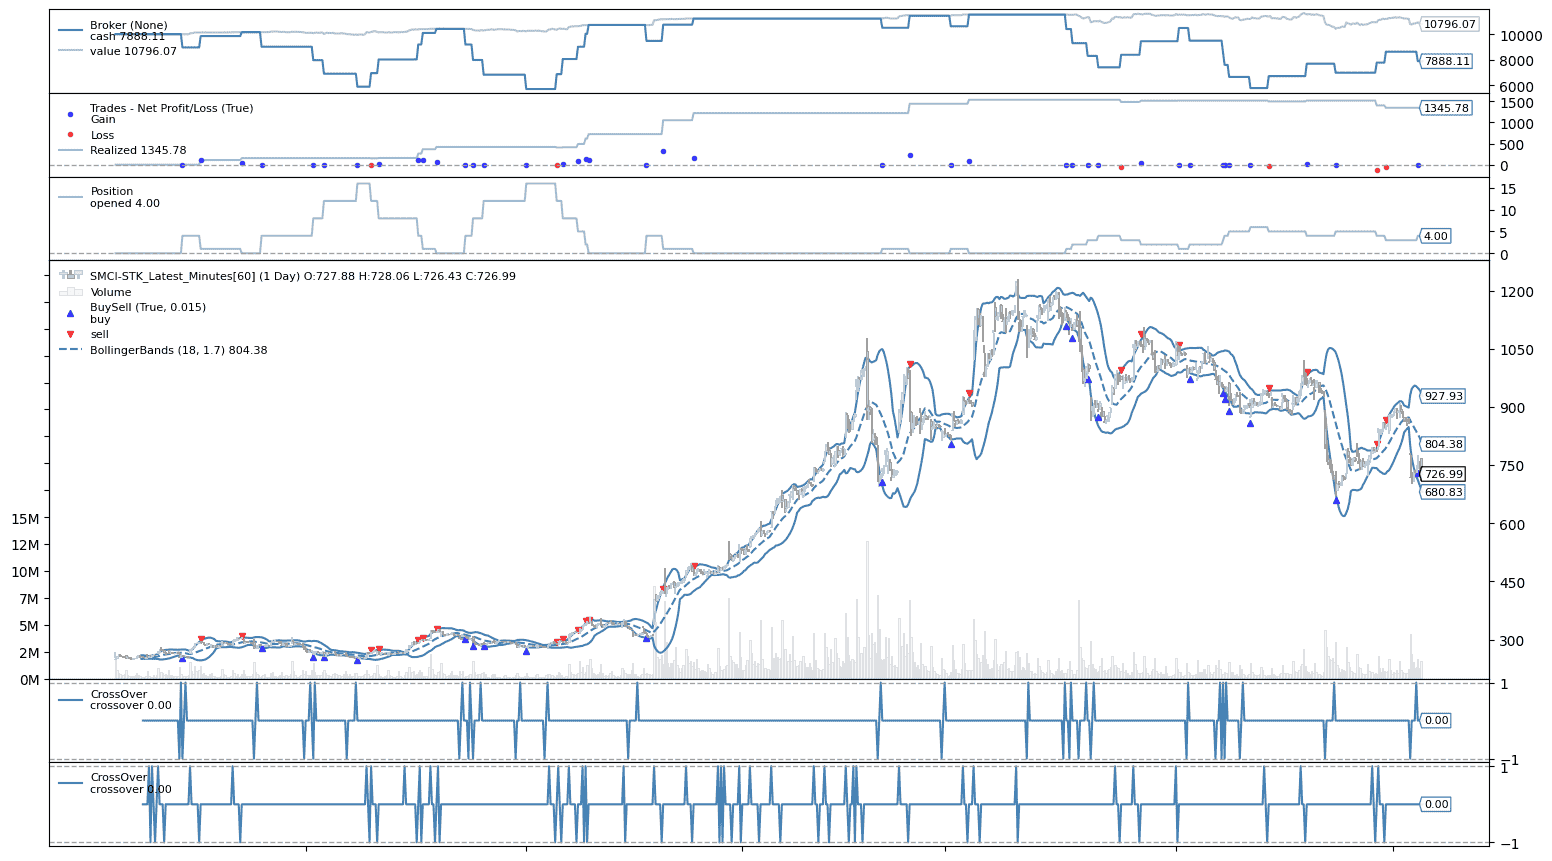 Broker (None)
cash 7888.11
value 10796.07
10796.07
7888.11
10000
8000
6000
Trades - Net Profit/Loss (True)
Gain
Loss
Realized 1345.78
1345.78
1500
1000
500
0
Position
opened 4.00
4.00
15
10
5
0
SMCI-STK_Latest_Minutes[60] (1 Day) O:727.88 H:728.06 L:726.43 C:726.99
Volume
BuySell (True, 0.015)
buy
sell
BollingerBands (18, 1.7) 804.38
1200
1050
900
750
600
450
300
927.93
804.38
726.99
680.83
15M
12M
10M
7M
5M
2M
0M
CrossOver
crossover 0.00
0.00
1
−1
CrossOver
crossover 0.00
0.00
1
−1